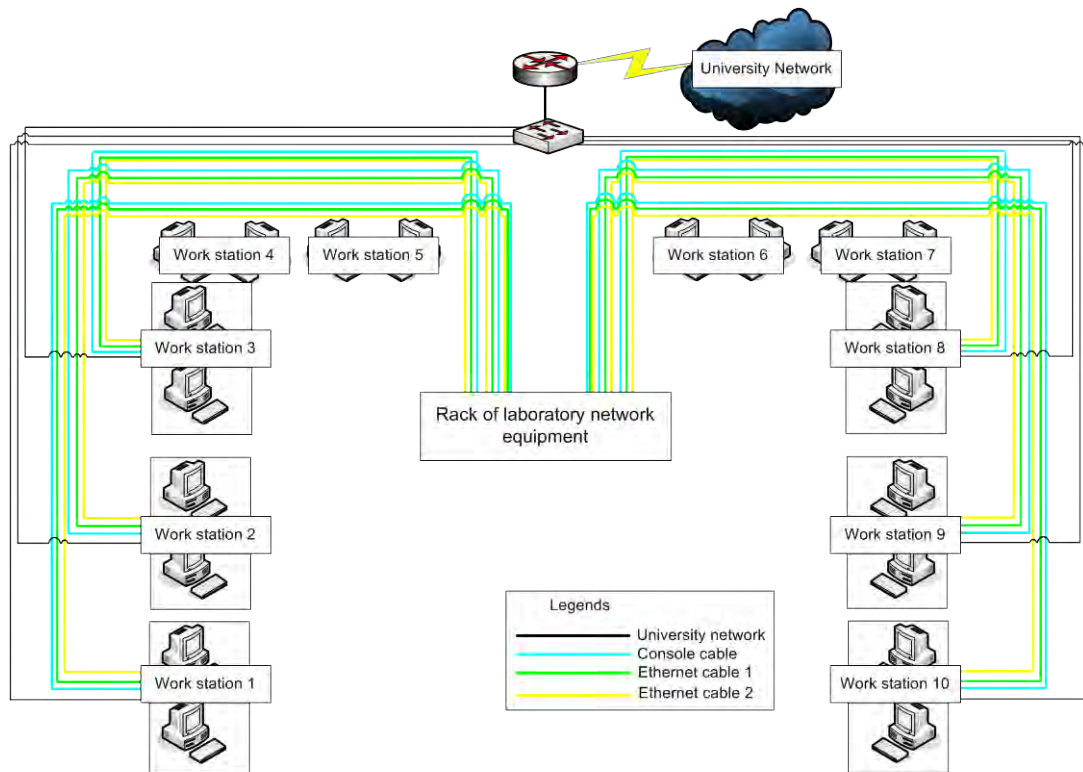 University Network
Work station 4
Work station 5
Work station 6
Work station 7
Work station 3
Work station 8
Rack of laboratory network
equipment
Work station 2
Work station 9
Legends
University network
Console cable
Ethernet cable 1
Ethernet cable 2
Work station 1
Work station 10